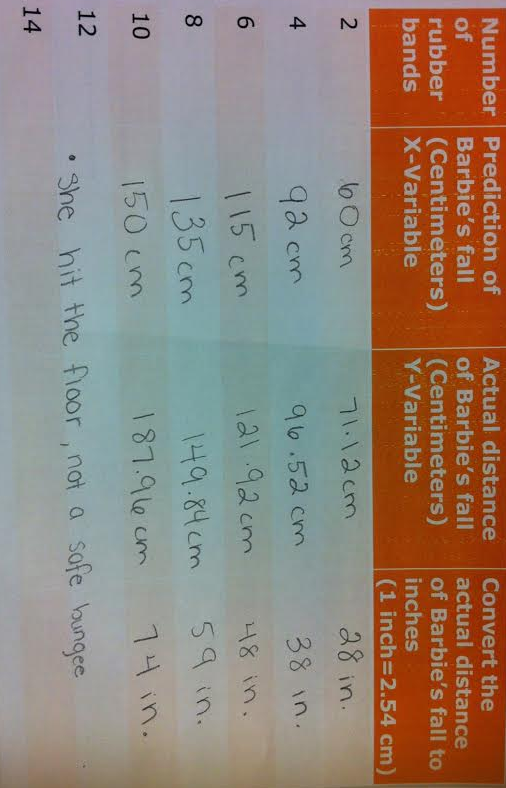 Number of rubber bands | Prediction of Barbie's fall (Centimeters) X-Variable | Actual distance of Barbie's fall (Centimeters) Y-Variable | Convert the actual distance of Barbie's fall to inches (1 inch=2.54 cm)
2 | 60cm | 71.12cm | 28 in.
4 | 92 cm | 96.52 cm | 38 in.
6 | 115 cm | 121.92 cm | 48 in.
8 | 135 cm | 149.84 cm | 59 in.
10 | 150 cm | 187.96 cm | 74 in.
12 | • She hit the floor, not a safe bungee
14